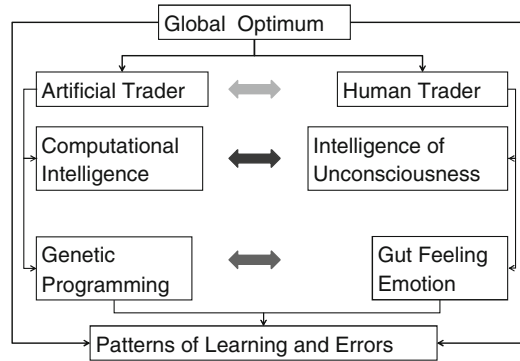 Global Optimum
Artificial Trader
Human Trader
Computational
Intelligence
Intelligence of
Unconsciousness
Genetic
Programming
Gut Feeling
Emotion
Patterns of Learning and Errors